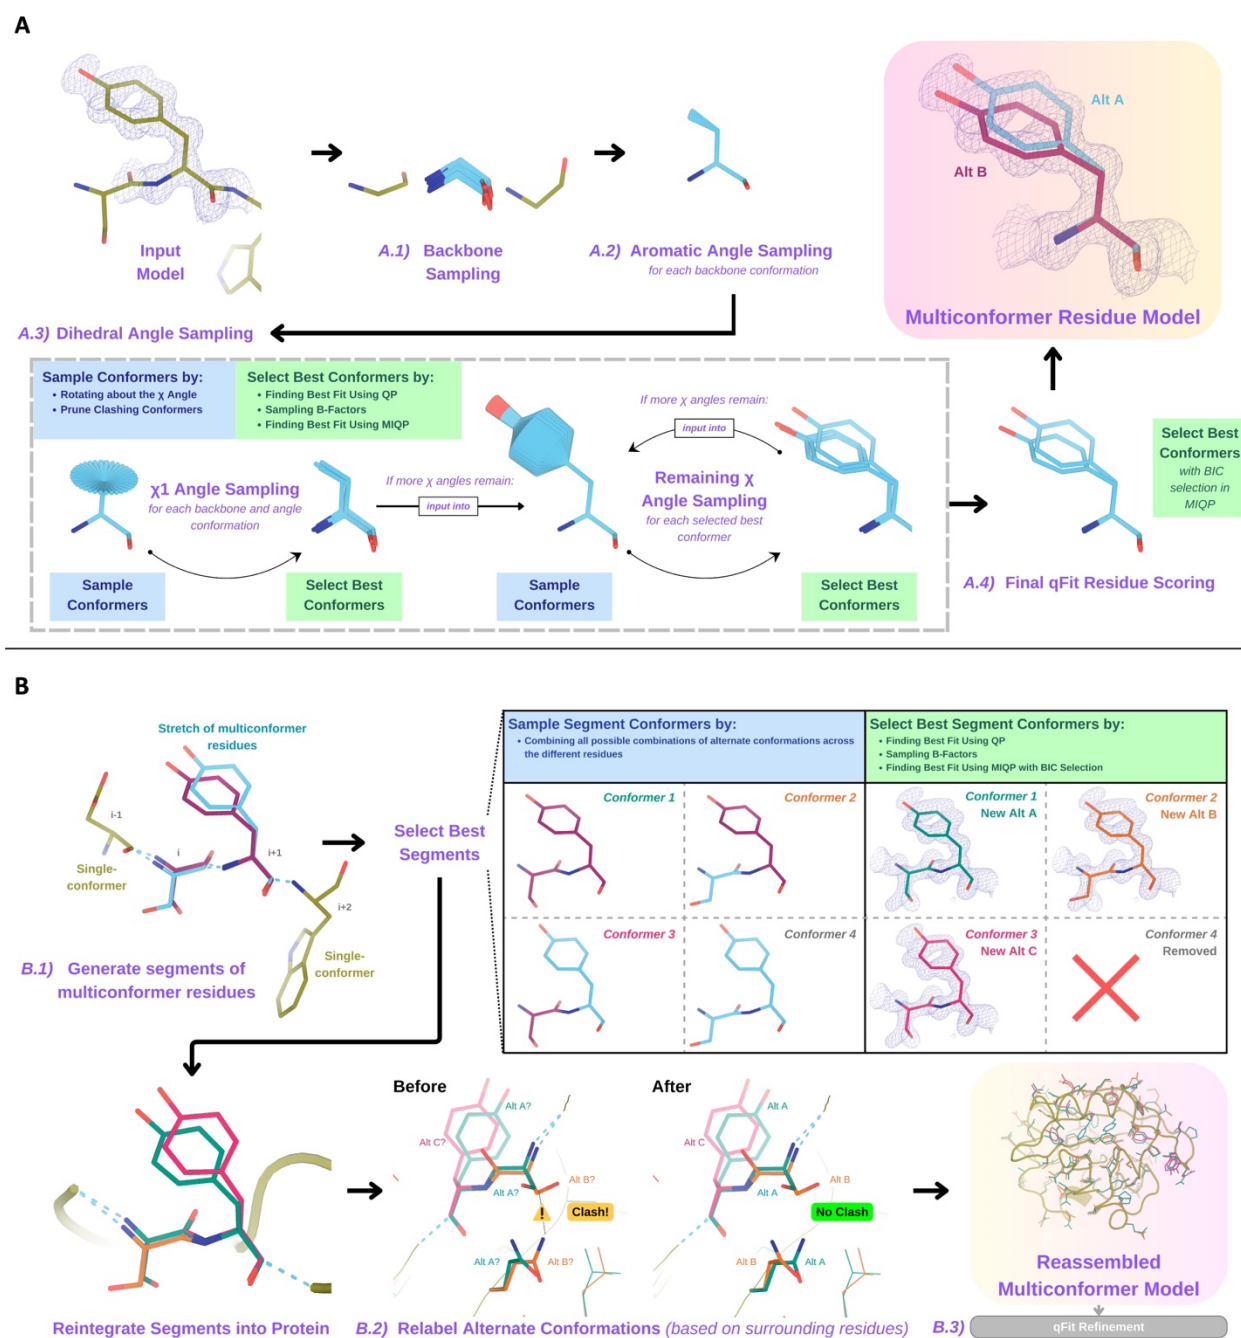 A
Input
Model
A.1) Backbone
Sampling
A.2) Aromatic Angle Sampling
for each backbone conformation
Alt A
Alt B
Multiconformer Residue Model
A.3) Dihedral Angle Sampling
Sample Conformers by:
• Rotating about the χ Angle
• Prune Clashing Conformers
Select Best Conformers by:
• Finding Best Fit Using QP
• Sampling B-Factors
• Finding Best Fit Using MIQP
χ1 Angle Sampling
for each backbone and angle
conformation
Sample
Conformers
Select Best
Conformers
If more χ angles remain:
input into
If more χ angles remain:
input into
Remaining χ
Angle Sampling
for each selected best
conformer
Sample
Conformers
Select Best
Conformers
Select Best
Conformers
with BIC
selection in
MIQP
A.4) Final qFit Residue Scoring
B
Stretch of multiconformer
residues
i-1
i
i+1
i+2
Single-
conformer
Single-
conformer
B.1) Generate segments of
multiconformer residues
Select Best
Segments
Sample Segment Conformers by:
• Combining all possible combinations of alternate conformations across
the different residues
Select Best Segment Conformers by:
• Finding Best Fit Using QP
• Sampling B-Factors
• Finding Best Fit Using MIQP with BIC Selection
Conformer 1
Conformer 2
Conformer 1
New Alt A
Conformer 2
New Alt B
Conformer 3
Conformer 4
Conformer 3
New Alt C
Conformer 4
Removed
Reintegrate Segments into Protein
Before
Alt A?
Alt C?
Alt A?
Alt B?
!
Clash!
Alt A?
Alt B?
After
Alt A
Alt C
Alt A
Alt B
No Clash
Alt B
Alt A
B.2) Relabel Alternate Conformations (based on surrounding residues)
Reassembled
Multiconformer Model
B.3)
qFit Refinement